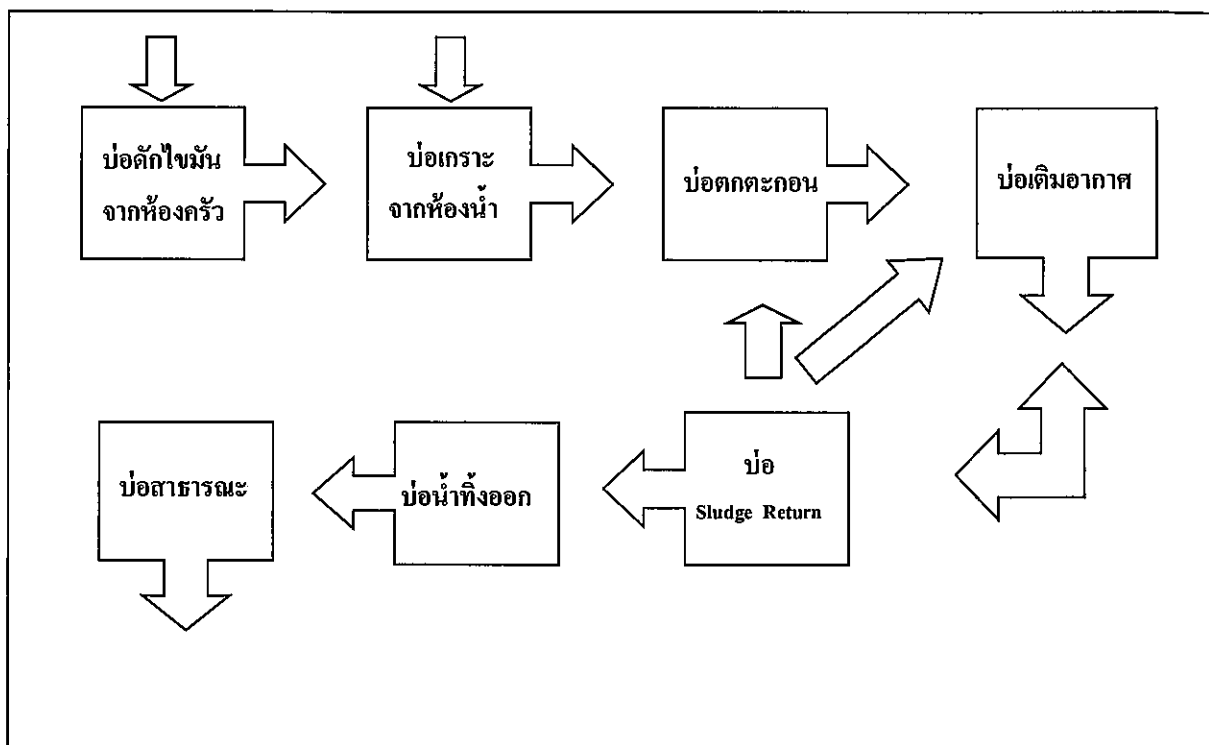 บ่อดักไขมัน
จากห้องครัว
บ่อเกราะ
จากห้องน้ำ
บ่อตกตะกอน
บ่อเติมอากาศ
บ่อสาธารณะ
บ่อน้ำทิ้งออก
บ่อ
Sludge Return